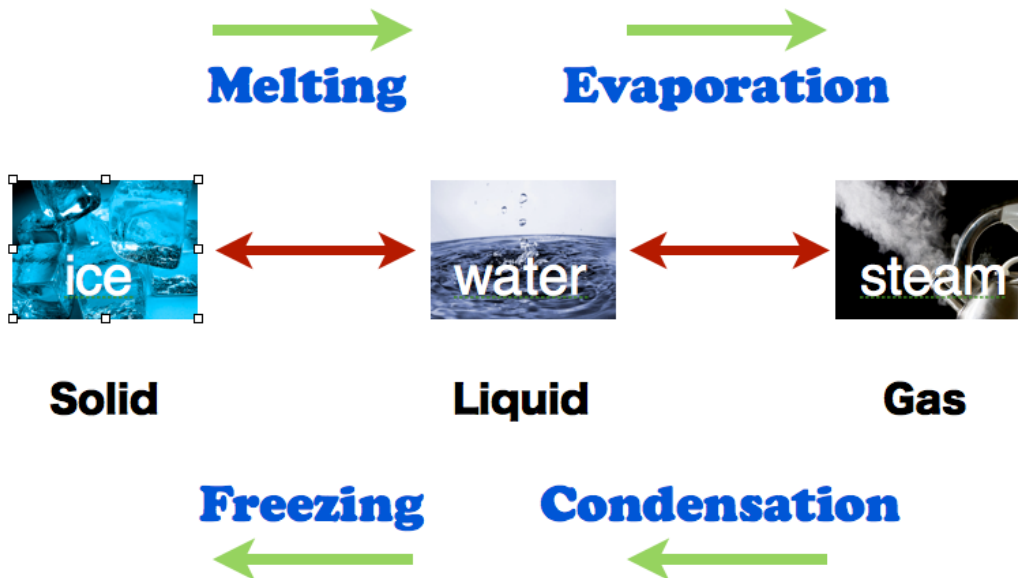 Melting
Evaporation
ice
water
steam
Solid
Liquid
Gas
Freezing
Condensation